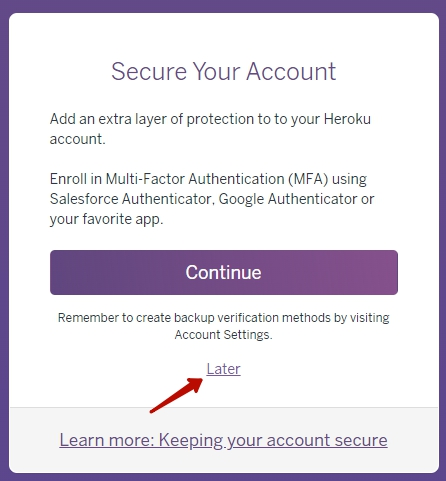 Secure Your Account
Add an extra layer of protection to to your Heroku
account.
Enroll in Multi-Factor Authentication (MFA) using
Salesforce Authenticator, Google Authenticator or
your favorite app.
Continue
Remember to create backup verification methods by visiting
Account Settings.
Later
Learn more: Keeping your account secure